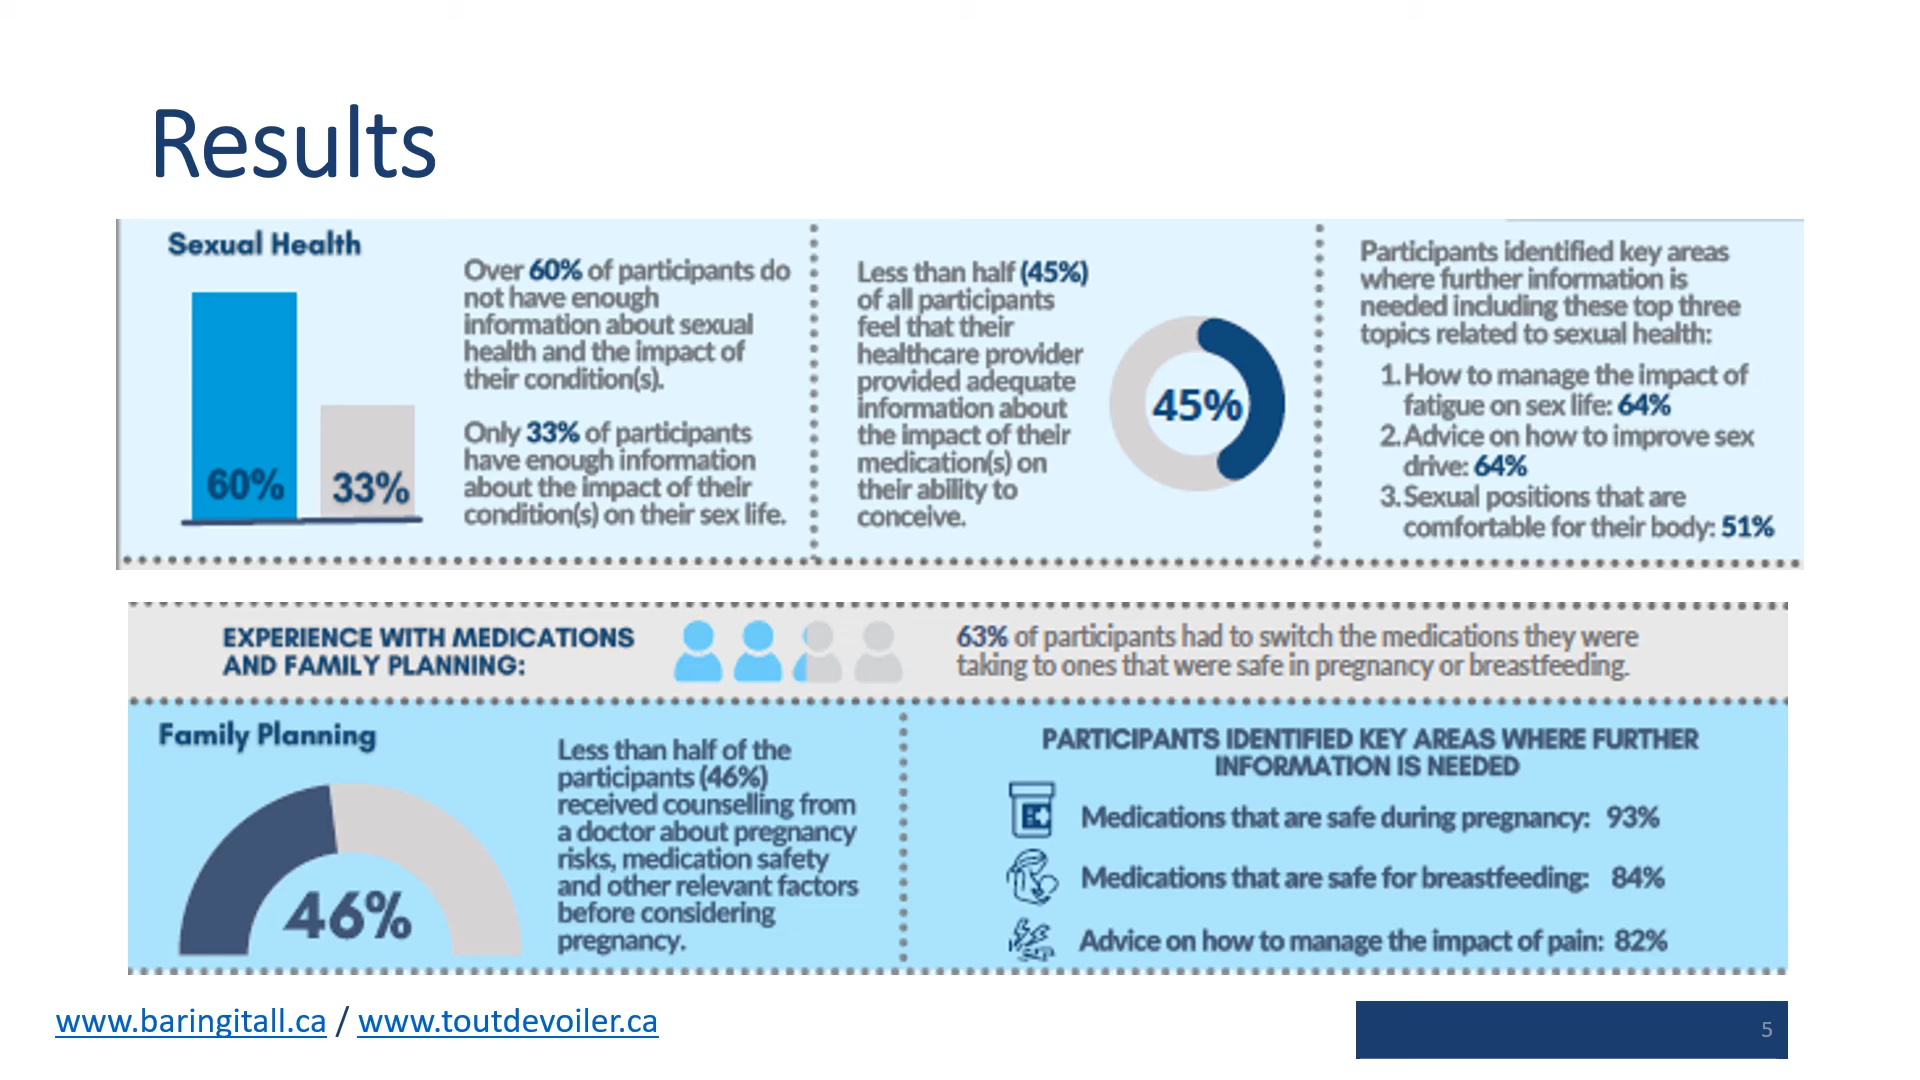 Results
Sexual Health
60%
33%
Over 60% of participants do
not have enough
information about sexual
health and the impact of
their condition(s).
Only 33% of participants
have enough information
about the impact of their
condition(s) on their sex life.
Less than half (45%)
of all participants
feel that their
healthcare provider
provided adequate
information about
the impact of their
medication(s) on
their ability to
conceive.
45%
Participants identified key areas
where further information is
needed including these top three
topics related to sexual health:
1.How to manage the impact of
fatigue on sex life: 64%
2.Advice on how to improve sex
drive: 64%
3.Sexual positions that are
comfortable for their body: 51%
EXPERIENCE WITH MEDICATIONS
AND FAMILY PLANNING:
63% of participants had to switch the medications they were
taking to ones that were safe in pregnancy or breastfeeding.
Family Planning
46%
Less than half of the
participants (46%)
received counselling from
a doctor about pregnancy
risks, medication safety
and other relevant factors
before considering
pregnancy.
PARTICIPANTS IDENTIFIED KEY AREAS WHERE FURTHER
INFORMATION IS NEEDED
Medications that are safe during pregnancy: 93%
Medications that are safe for breastfeeding: 84%
Advice on how to manage the impact of pain: 82%
www.baringitall.ca / www.toutdevoiler.ca
5